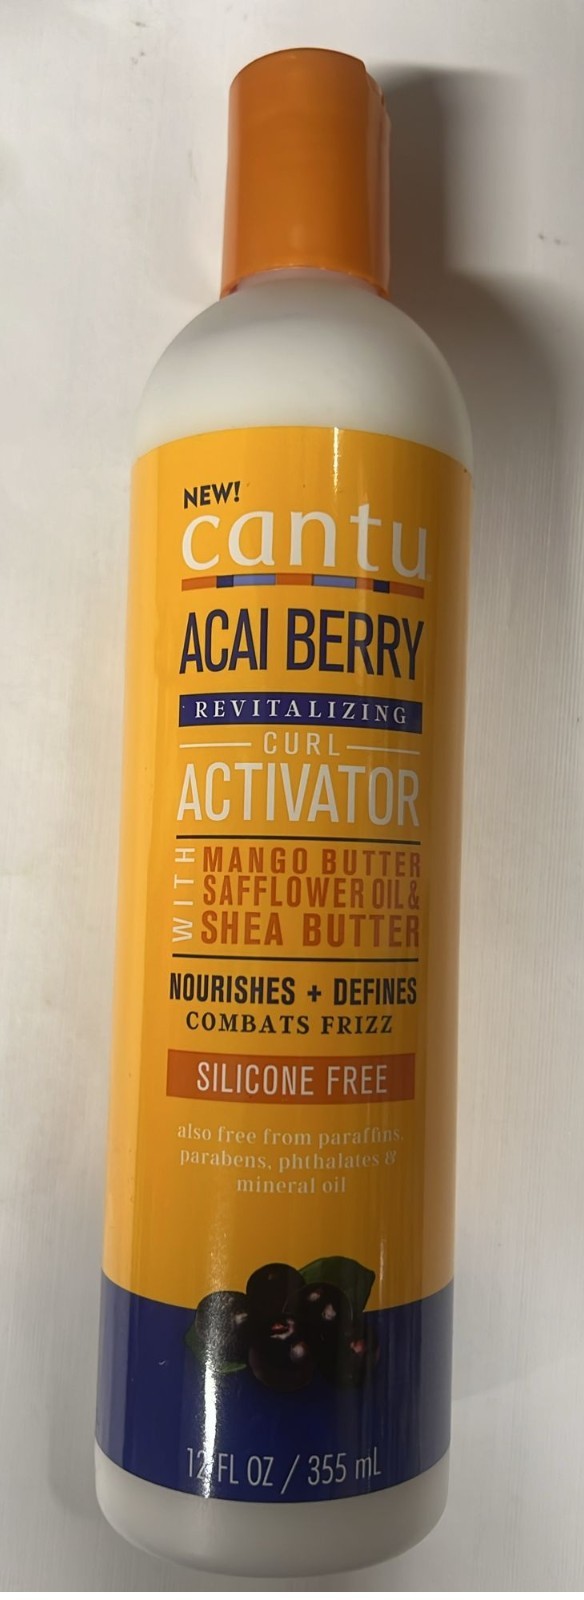 NEW!
cantu
ACAI BERRY
REVITALIZING
CURL
ACTIVATOR
WITH
MANGO BUTTER
SAFFLOWER OIL &
SHEA BUTTER
NOURISHES + DEFINES
COMBATS FRIZZ
SILICONE FREE
also free from paraffins,
parabens, phthalates &
mineral oil
12 FL OZ / 355 mL